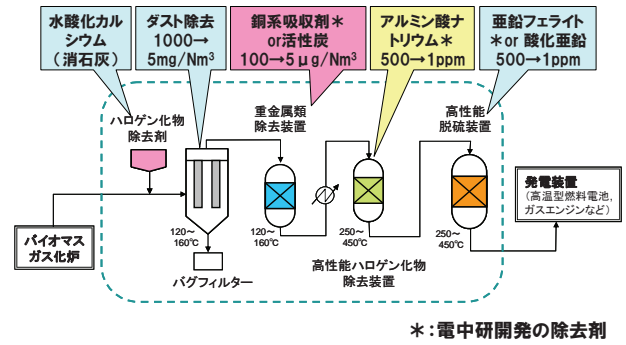 水酸化カル
シウム
（消石灰）
ダスト除去
1000→
5mg/Nm³
銅系吸収剤＊
or活性炭
100→5μg/Nm³
アルミン酸ナ
トリウム＊
500→1ppm
亜鉛フェライト
＊or 酸化亜鉛
500→1ppm
ハロゲン化物
除去剤
重金属類
除去装置
高性能
脱硫装置
発電装置
(高温型燃料電池,
ガスエンジンなど)
120～
160℃
120～
160℃
250～
450℃
250～
450℃
バイオマス
ガス化炉
バグフィルター
高性能ハロゲン化物
除去装置
＊：電中研開発の除去剤